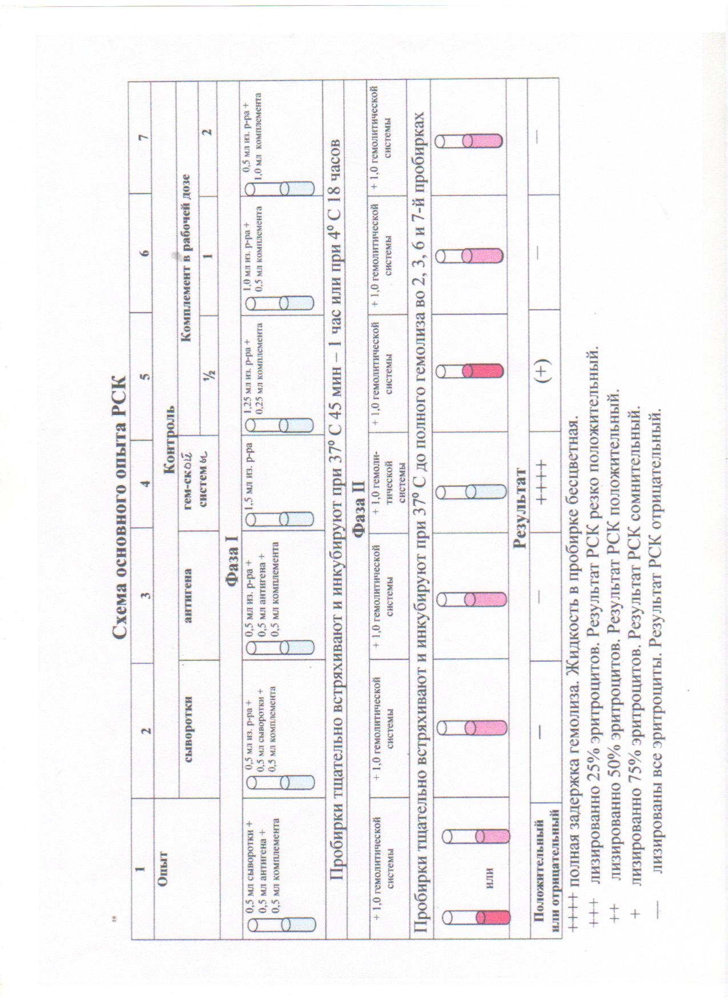 Схема основного опыта РСК
1 2 3 4 5 6 7
Опыт
Контроль
сыворотки
антигена
гем-ской
системы
Комплемент в рабочей дозе
½ 1 2
Фаза I
0,5 мл сыворотки +
0,5 мл антигена +
0,5 мл комплемента
0,5 мл из. р-ра +
0,5 мл сыворотки +
0,5 мл комплемента
0,5 мл из. р-ра +
0,5 мл антигена +
0,5 мл комплемента
1,5 мл из. р-ра
1,25 мл из. р-ра +
0,25 мл комплемента
1,0 мл из. р-ра +
0,5 мл комплемента
0,5 мл из. р-ра +
1,0 мл комплемента
Пробирки тщательно встряхивают и инкубируют при 37⁰ С 45 мин – 1 час или при 4⁰ С 18 часов
Фаза II
+ 1,0 гемолитической
системы
+ 1,0 гемолитической
системы
+ 1,0 гемолитической
системы
+ 1,0 гемоли-
тической
системы
+ 1,0 гемолитической
системы
+ 1,0 гемолитической
системы
+ 1,0 гемолитической
системы
Пробирки тщательно встряхивают и инкубируют при 37⁰ С до полного гемолиза во 2, 3, 6 и 7-й пробирках
или
Результат
Положительный
или отрицательный
— — ++++ (+) — —
++++ полная задержка гемолиза. Жидкость в пробирке бесцветная.
+++ лизированно 25% эритроцитов. Результат РСК резко положительный.
++ лизированно 50% эритроцитов. Результат РСК положительный.
+ лизированно 75% эритроцитов. Результат РСК сомнительный.
— лизированы все эритроциты. Результат РСК отрицательный.